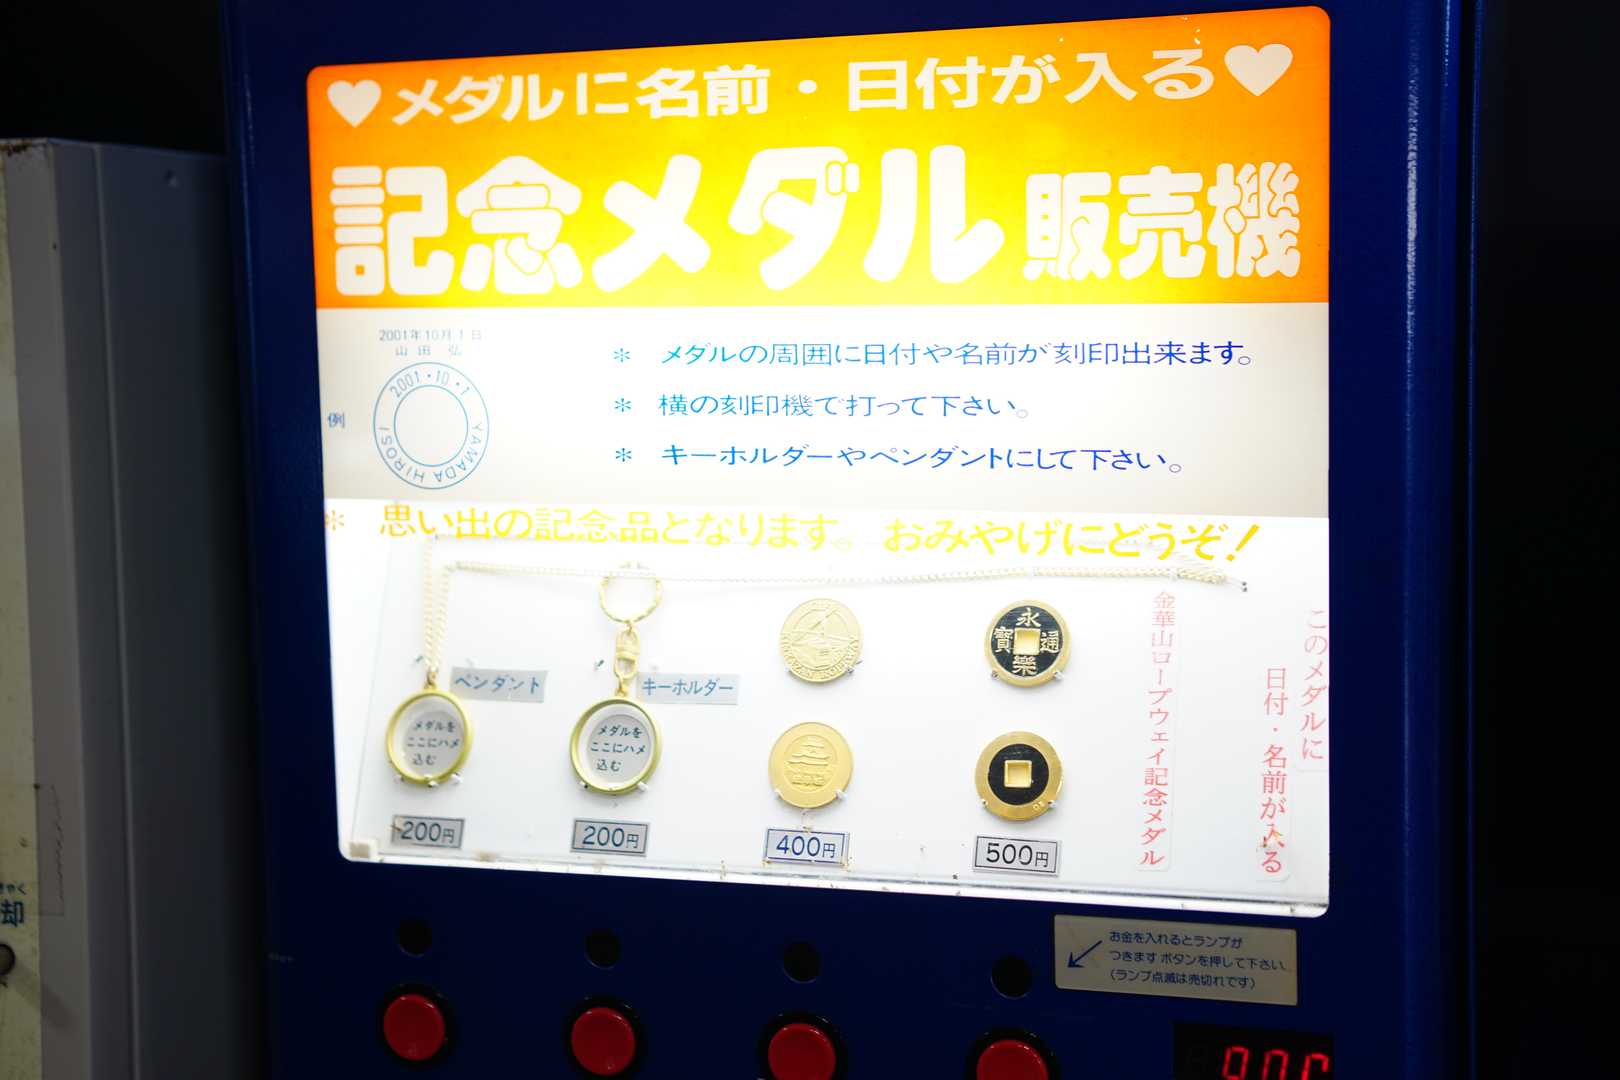 ♥メダルに名前・日付が入る♥
記念メダル販売機
2001年10月1日
山田 弘
例
2001・10・1
YAMADA HIROSI
* メダルの周囲に日付や名前が刻印出来ます。
* 横の刻印機で打って下さい。
* キーホルダーやペンダントにして下さい。
* 思い出の記念品となります。おみやげにどうぞ!
ペンダント
キーホルダー
メダルを
ここにハメ
込む
メダルを
ここにハメ
込む
永
通
寳
樂
200円
200円
400円
500円
金華山ロープウェイ記念メダル
このメダルに
日付・名前が入る
お金を入れるとランプが
つきます ボタンを押して下さい。
(ランプ点滅は売切れです)
却